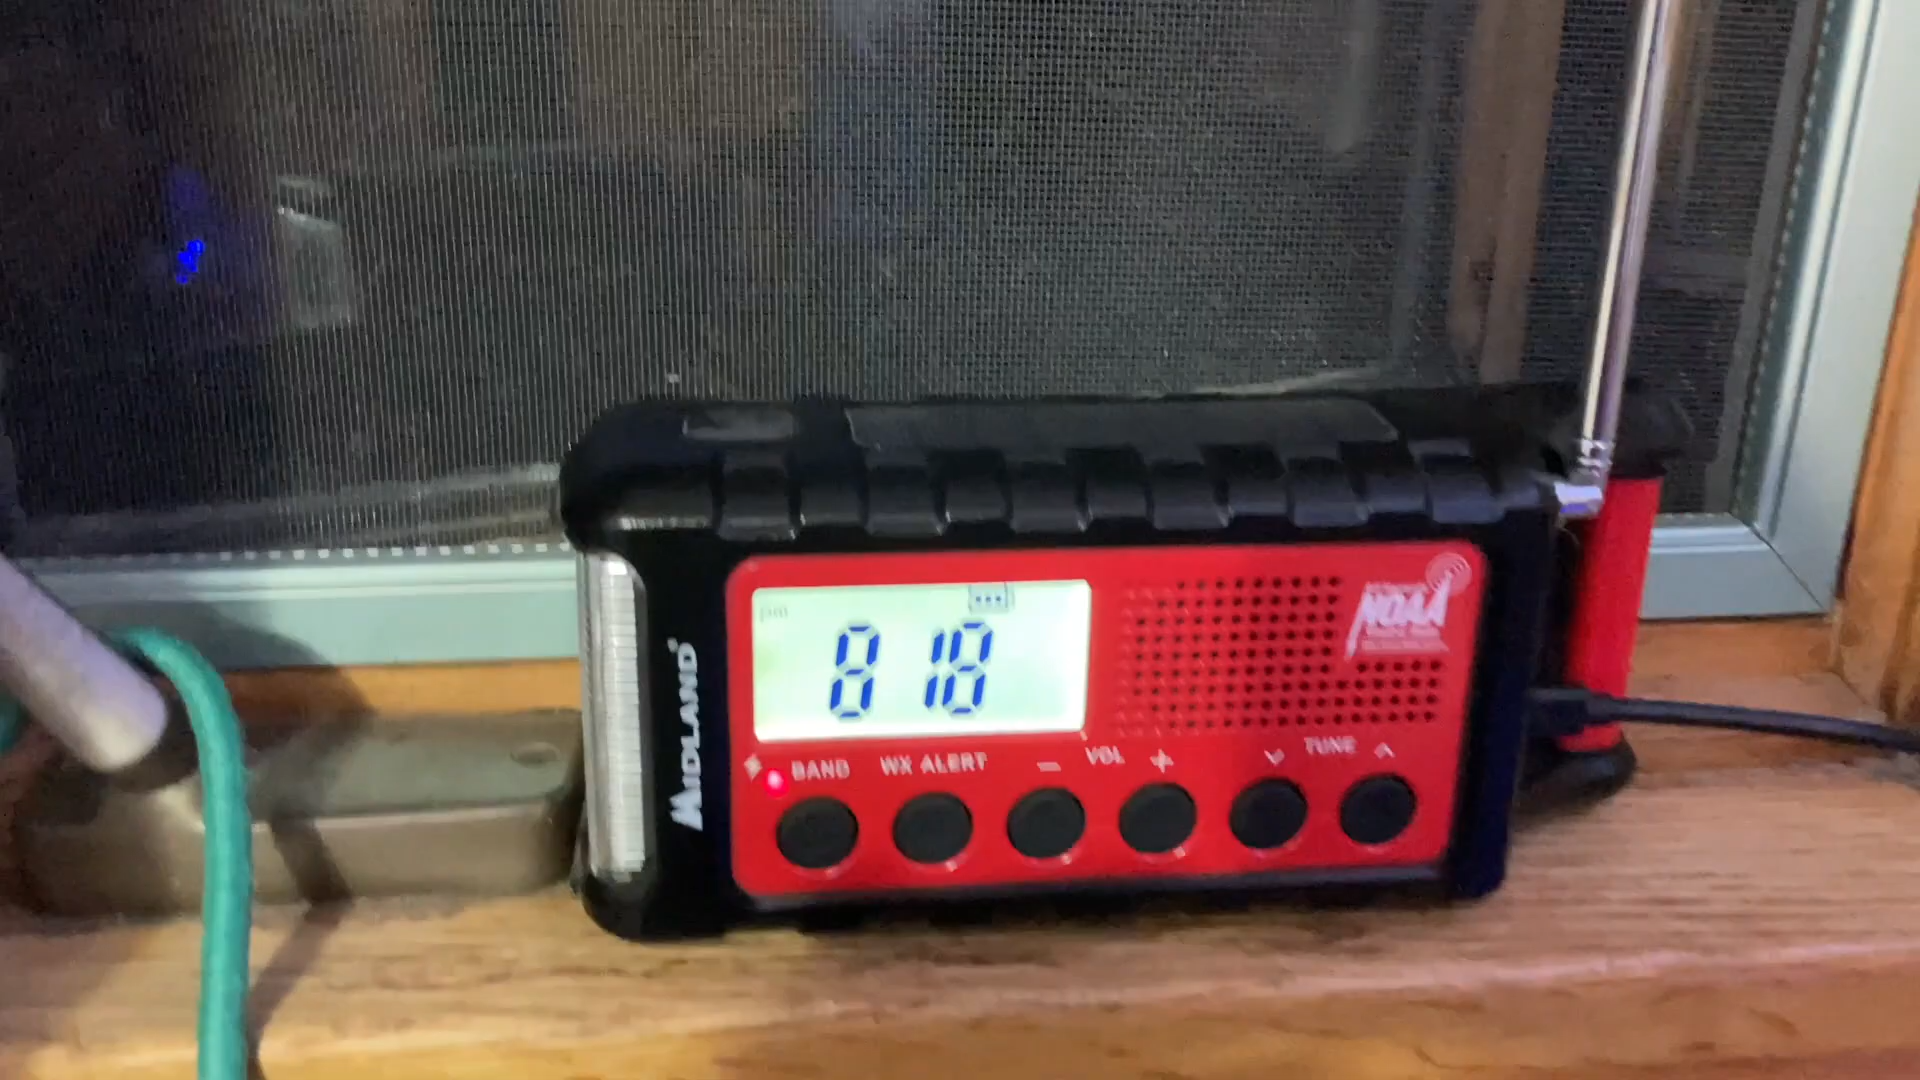 PM
8 18
MIDLAND
NOAA
BAND
WX ALERT
− VOL +
TUNE